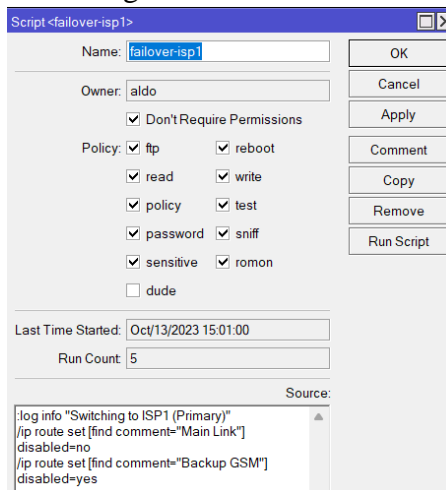 Script <failover-isp1>
Name: failover-isp1
OK
Owner: aldo
Cancel
Don't Require Permissions
Apply
Policy: ftp reboot
Comment
read write
Copy
policy test
Remove
password sniff
Run Script
sensitive romon
dude
Last Time Started: Oct/13/2023 15:01:00
Run Count: 5
Source:
:log info "Switching to ISP1 (Primary)"
/ip route set [find comment="Main Link"]
disabled=no
/ip route set [find comment="Backup GSM"]
disabled=yes